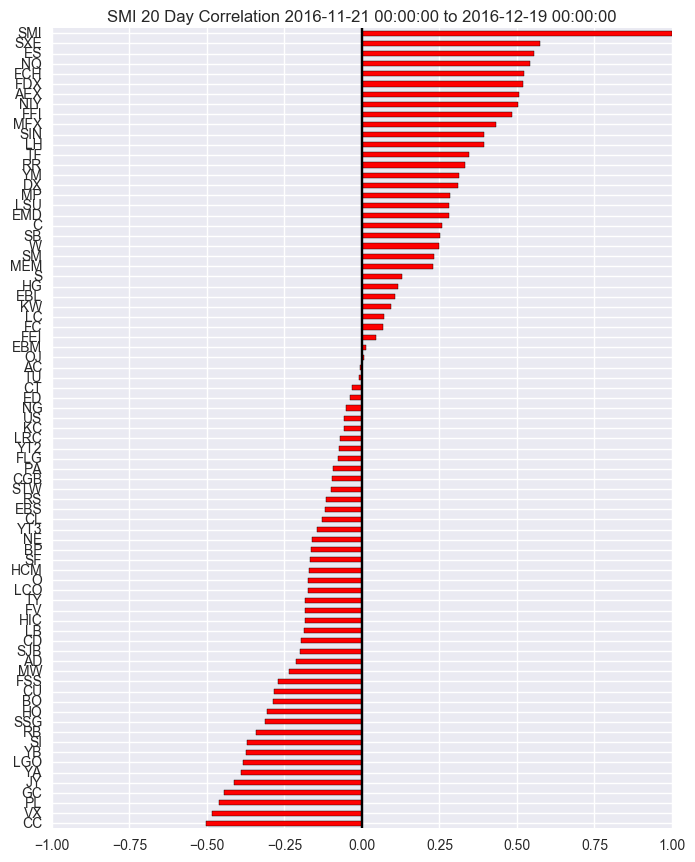 SMI 20 Day Correlation 2016-11-21 00:00:00 to 2016-12-19 00:00:00
SMI
SXE
ES
NQ
ECH
FDX
AEX
NIY
FFI
MFX
SIN
LH
TF
RR
YM
DX
MP
LSU
EMD
C
SB
W
SM
MEM
S
HG
EBL
KW
LC
FC
FEI
EBM
OJ
AC
TU
CT
ED
NG
US
KC
LRC
YT2
FLG
PA
CGB
STW
RS
EBS
CL
YT3
NE
BP
SF
HCM
O
LCO
TY
FV
HIC
LB
CD
SJB
AD
MW
FSS
CU
BO
HO
SSG
RB
SI
YB
LGO
YA
JY
GC
PL
VX
CC
−1.00 −0.75 −0.50 −0.25 0.00 0.25 0.50 0.75 1.00